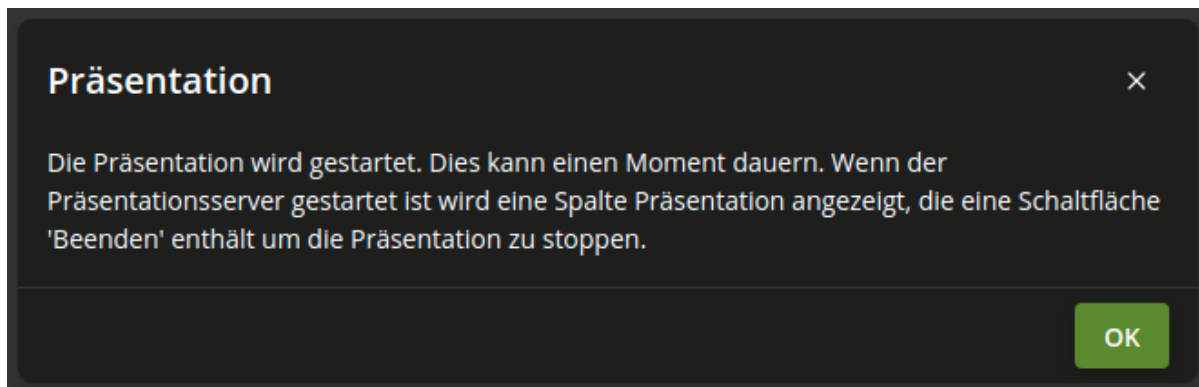 Präsentation
Die Präsentation wird gestartet. Dies kann einen Moment dauern. Wenn der
Präsentationsserver gestartet ist wird eine Spalte Präsentation angezeigt, die eine Schaltfläche
'Beenden' enthält um die Präsentation zu stoppen.
OK